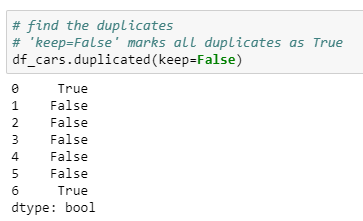 # find the duplicates
# 'keep=False' marks all duplicates as True
df_cars.duplicated(keep=False)
0     True
1    False
2    False
3    False
4    False
5    False
6     True
dtype: bool